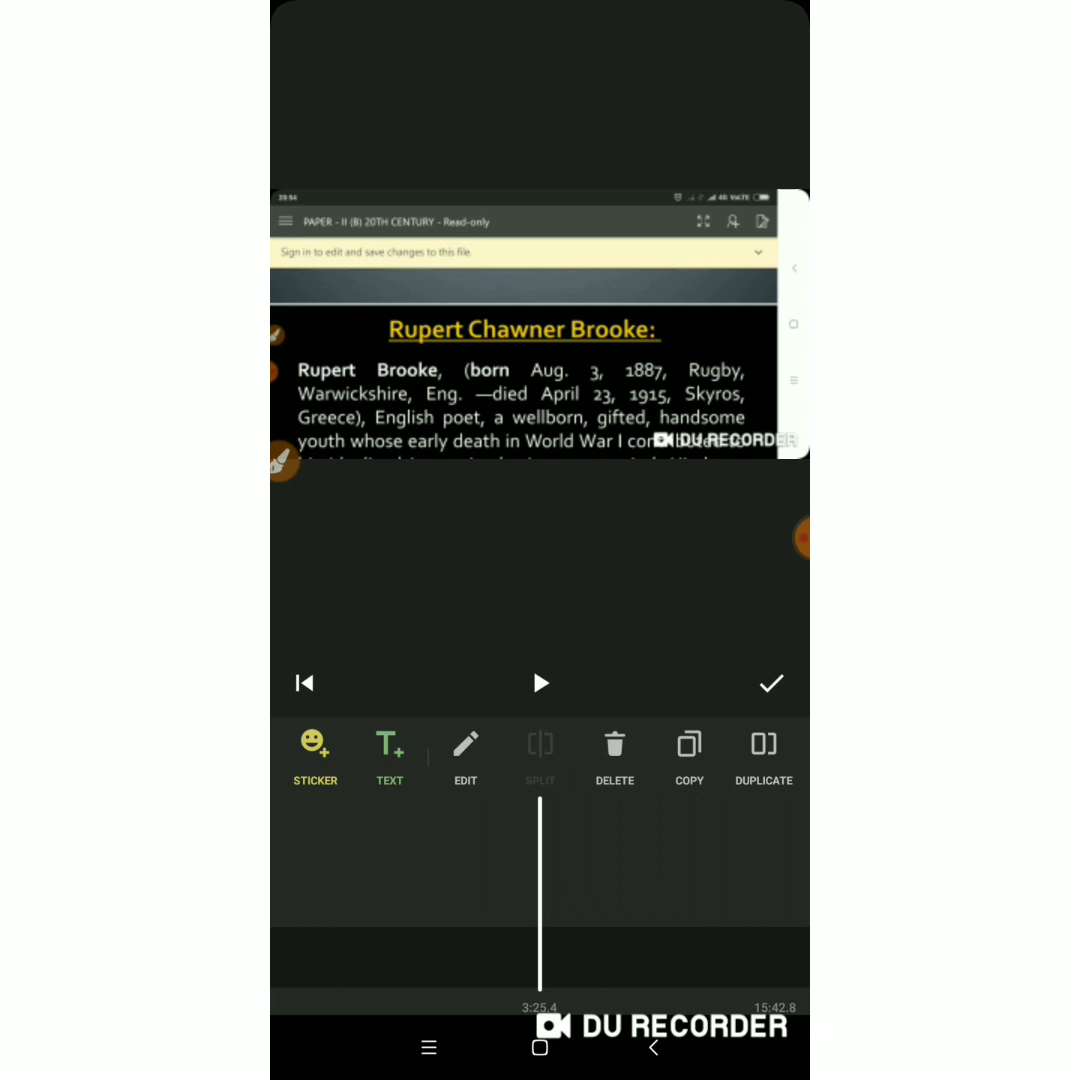 4G VoLTE
PAPER - II (B) 20TH CENTURY - Read-only
Sign in to edit and save changes to this file.
Rupert Chawner Brooke:
Rupert Brooke, (born Aug. 3, 1887, Rugby,
Warwickshire, Eng. —died April 23, 1915, Skyros,
Greece), English poet, a wellborn, gifted, handsome
youth whose early death in World War I
DU RECORDER
STICKER
TEXT
EDIT
SPLIT
DELETE
COPY
DUPLICATE
3:25.4
15:42.8
DU RECORDER